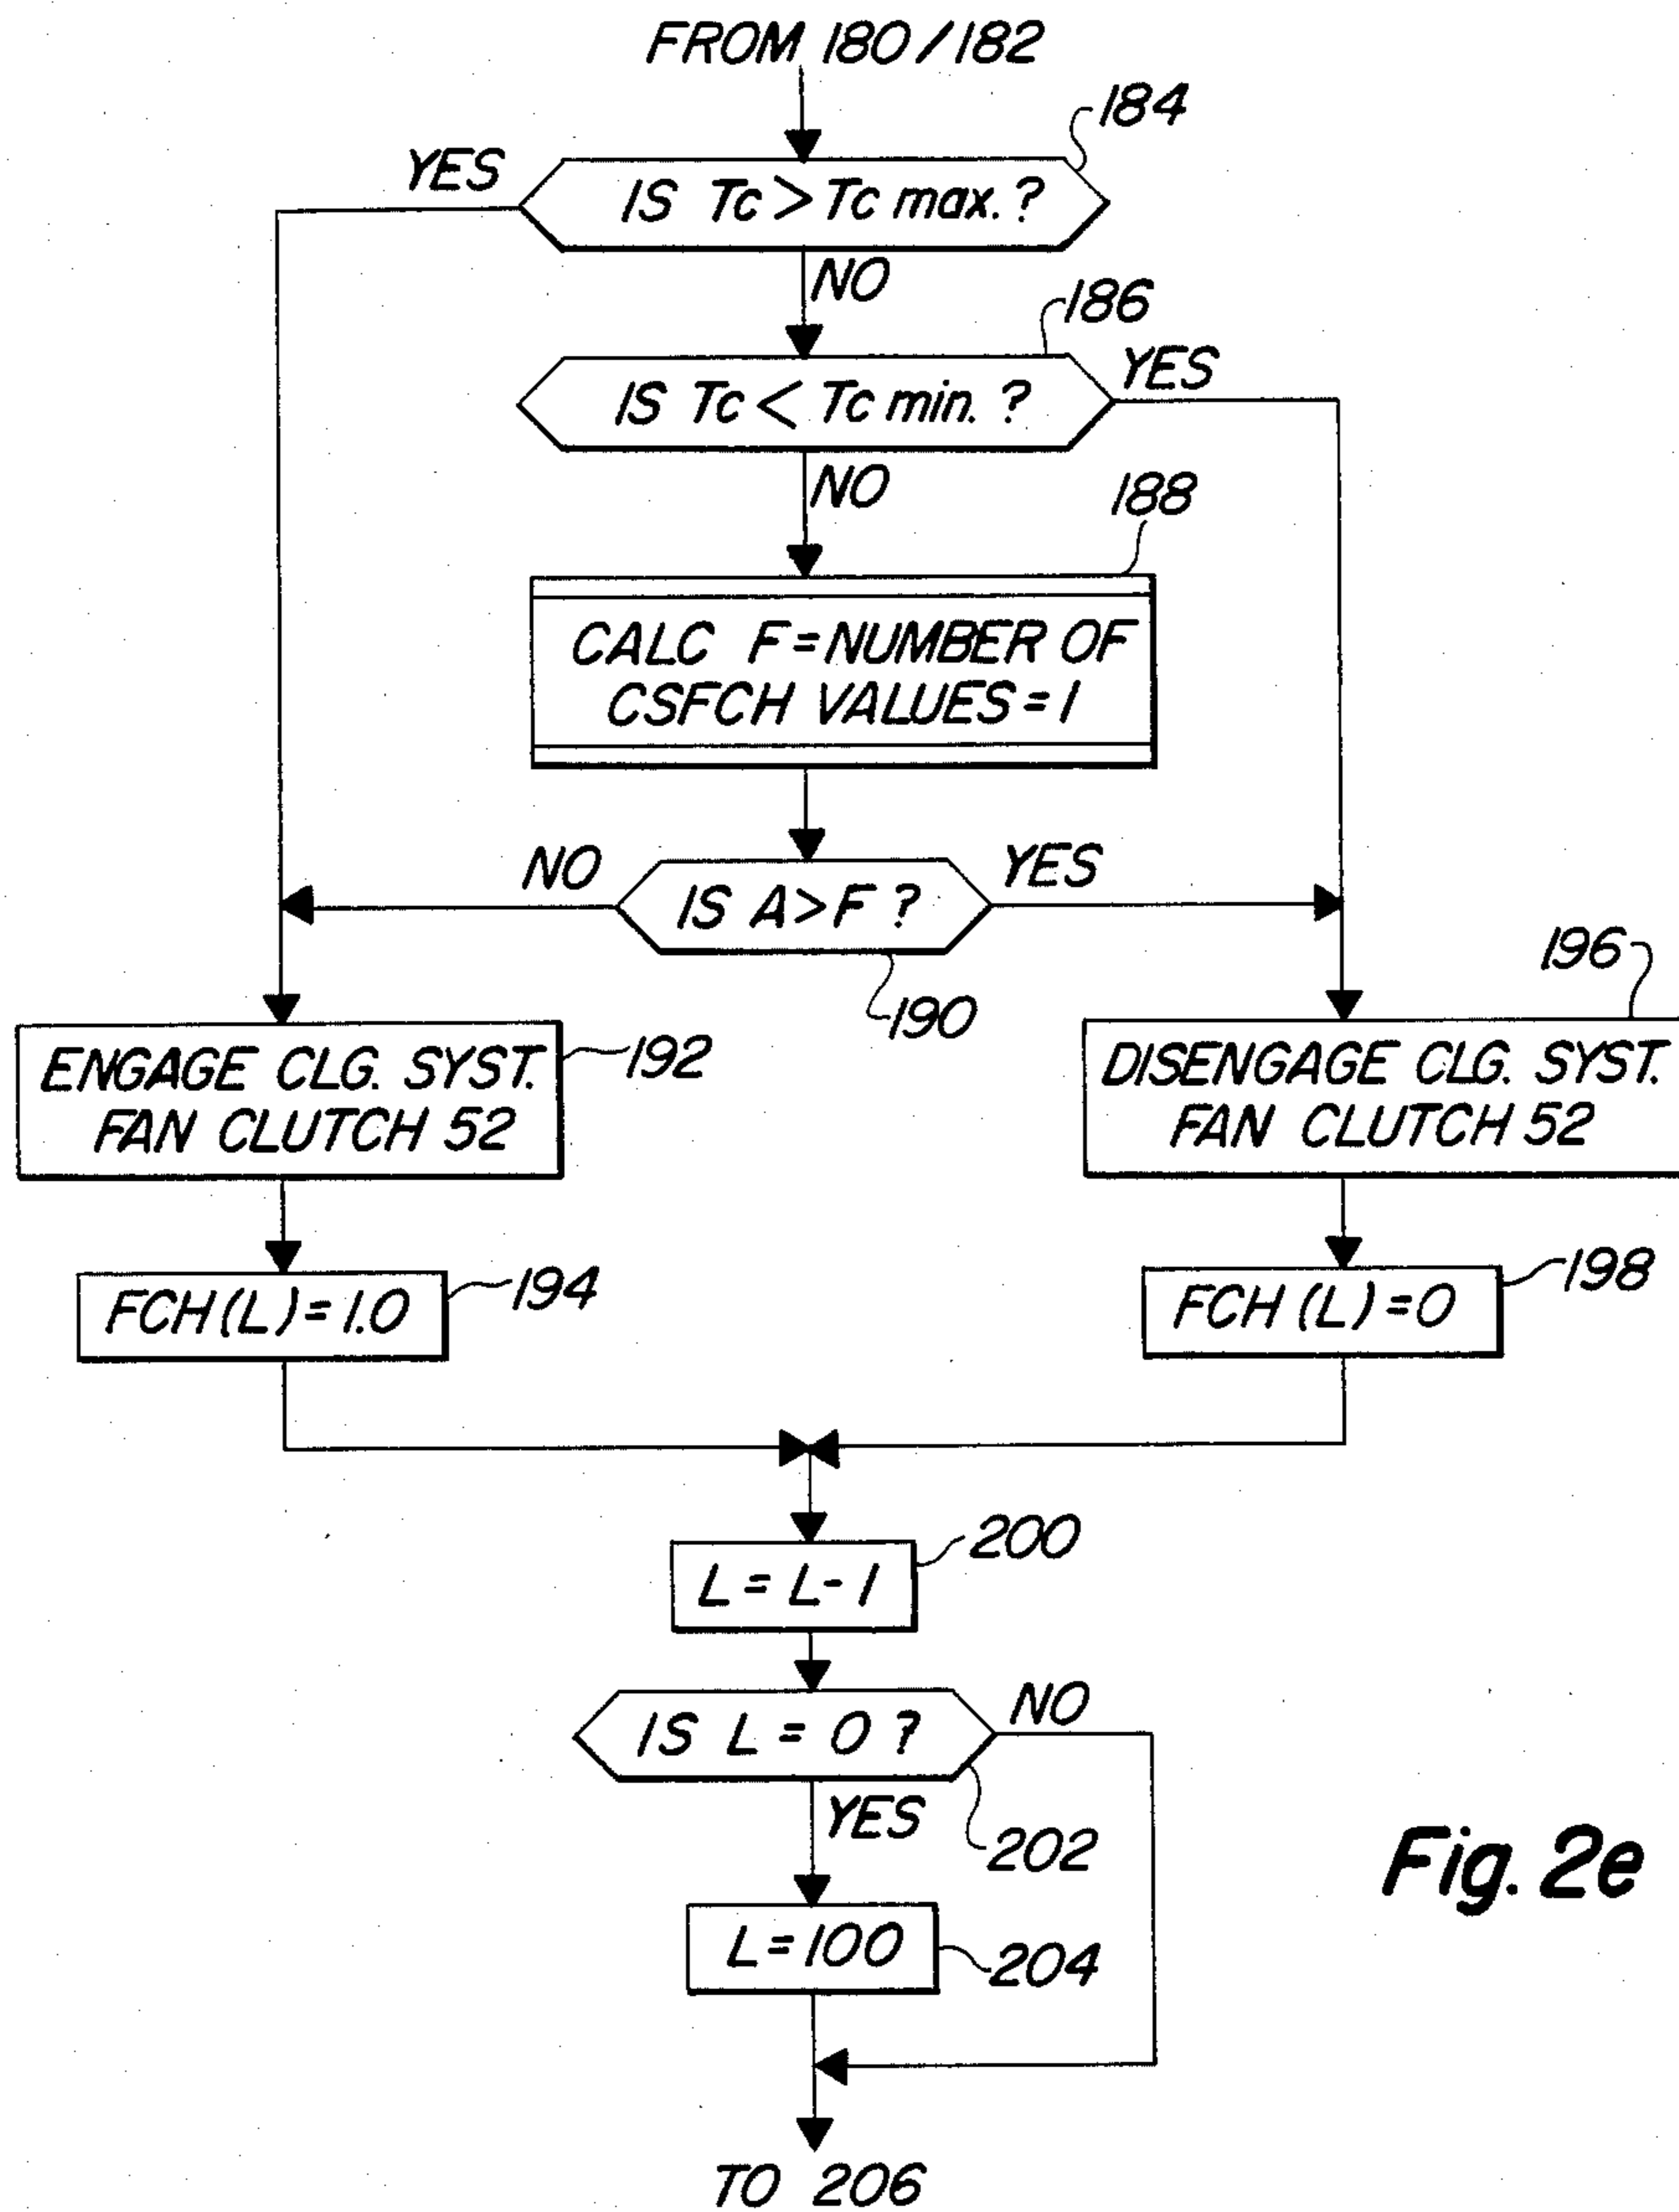 FROM 180/182
184
YES
IS Tc > Tc max. ?
NO
186
YES
IS Tc < Tc min. ?
NO
188
CALC F = NUMBER OF
CSFCH VALUES = 1
NO
YES
IS A > F ?
190
196
ENGAGE CLG. SYST.
FAN CLUTCH 52
192
DISENGAGE CLG. SYST.
FAN CLUTCH 52
FCH (L) = 1.0
194
FCH (L) = 0
198
200
L = L - 1
NO
IS L = 0 ?
YES
202
Fig. 2e
L = 100
204
TO 206